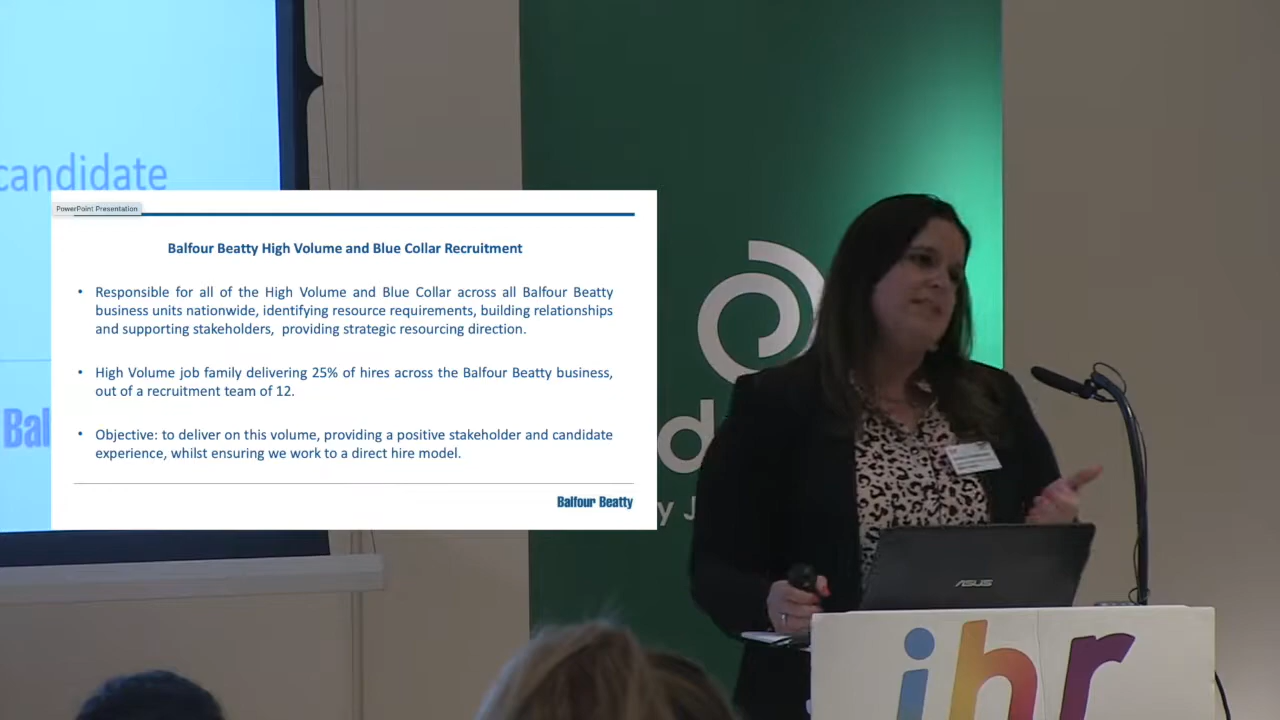 candidate
PowerPoint Presentation
Balfour Beatty High Volume and Blue Collar Recruitment
• Responsible for all of the High Volume and Blue Collar across all Balfour Beatty
business units nationwide, identifying resource requirements, building relationships
and supporting stakeholders, providing strategic resourcing direction.
• High Volume job family delivering 25% of hires across the Balfour Beatty business,
out of a recruitment team of 12.
• Objective: to deliver on this volume, providing a positive stakeholder and candidate
experience, whilst ensuring we work to a direct hire model.
Balfour Beatty
Bal
d
y J
ASUS
ihr